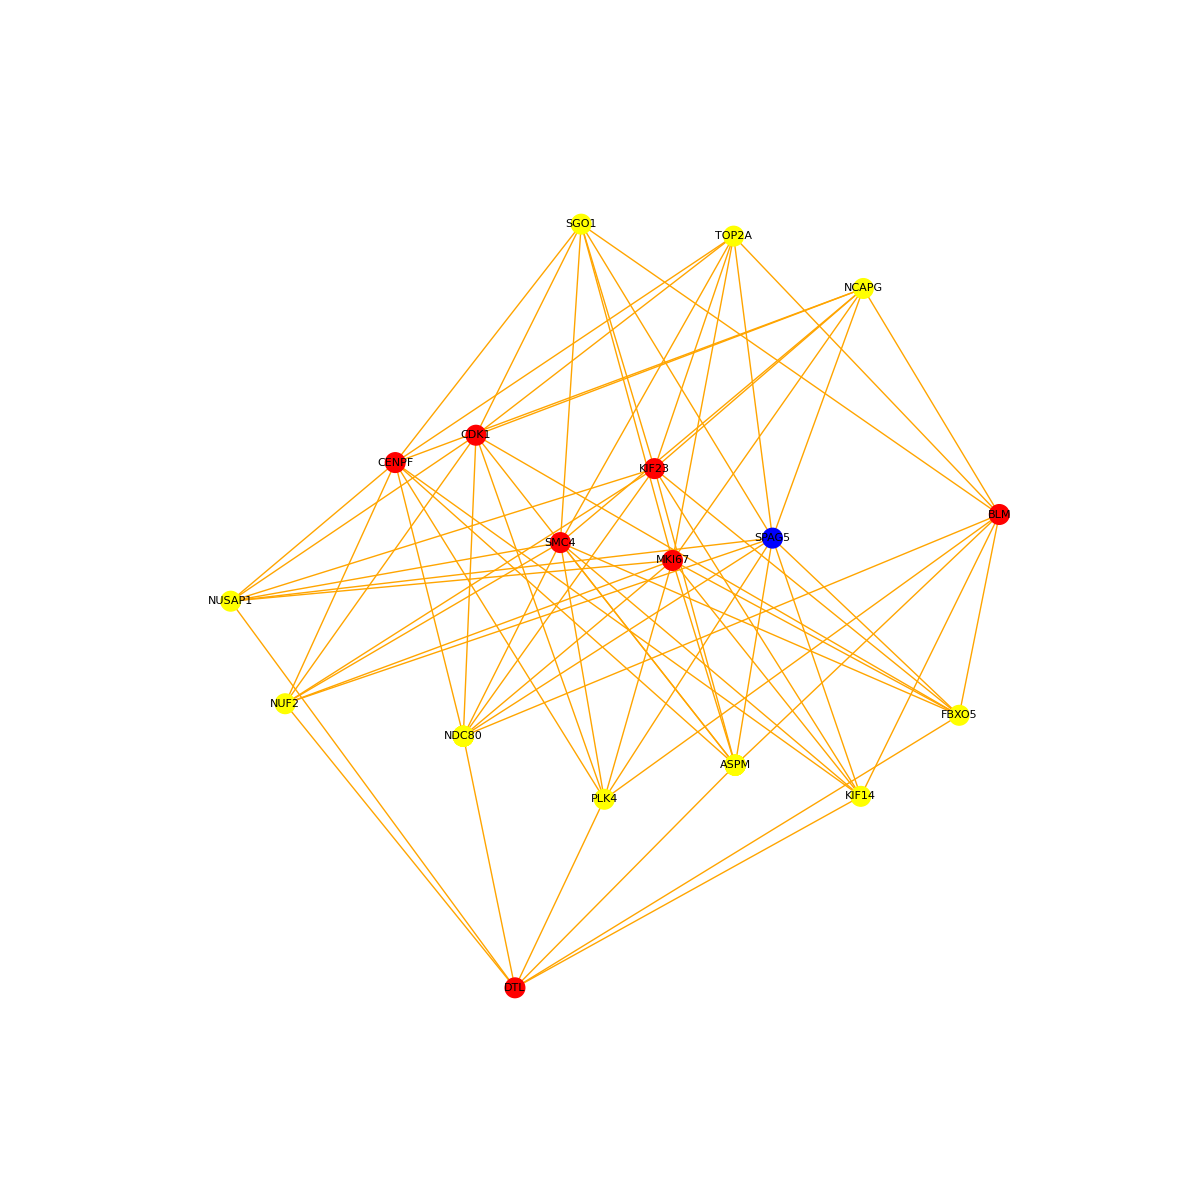 SGO1
TOP2A
NCAPG
CDK1
CENPF
KIF23
BLM
SPAG5
SMC4
MKI67
NUSAP1
NUF2
FBXO5
NDC80
ASPM
KIF14
PLK4
DTL